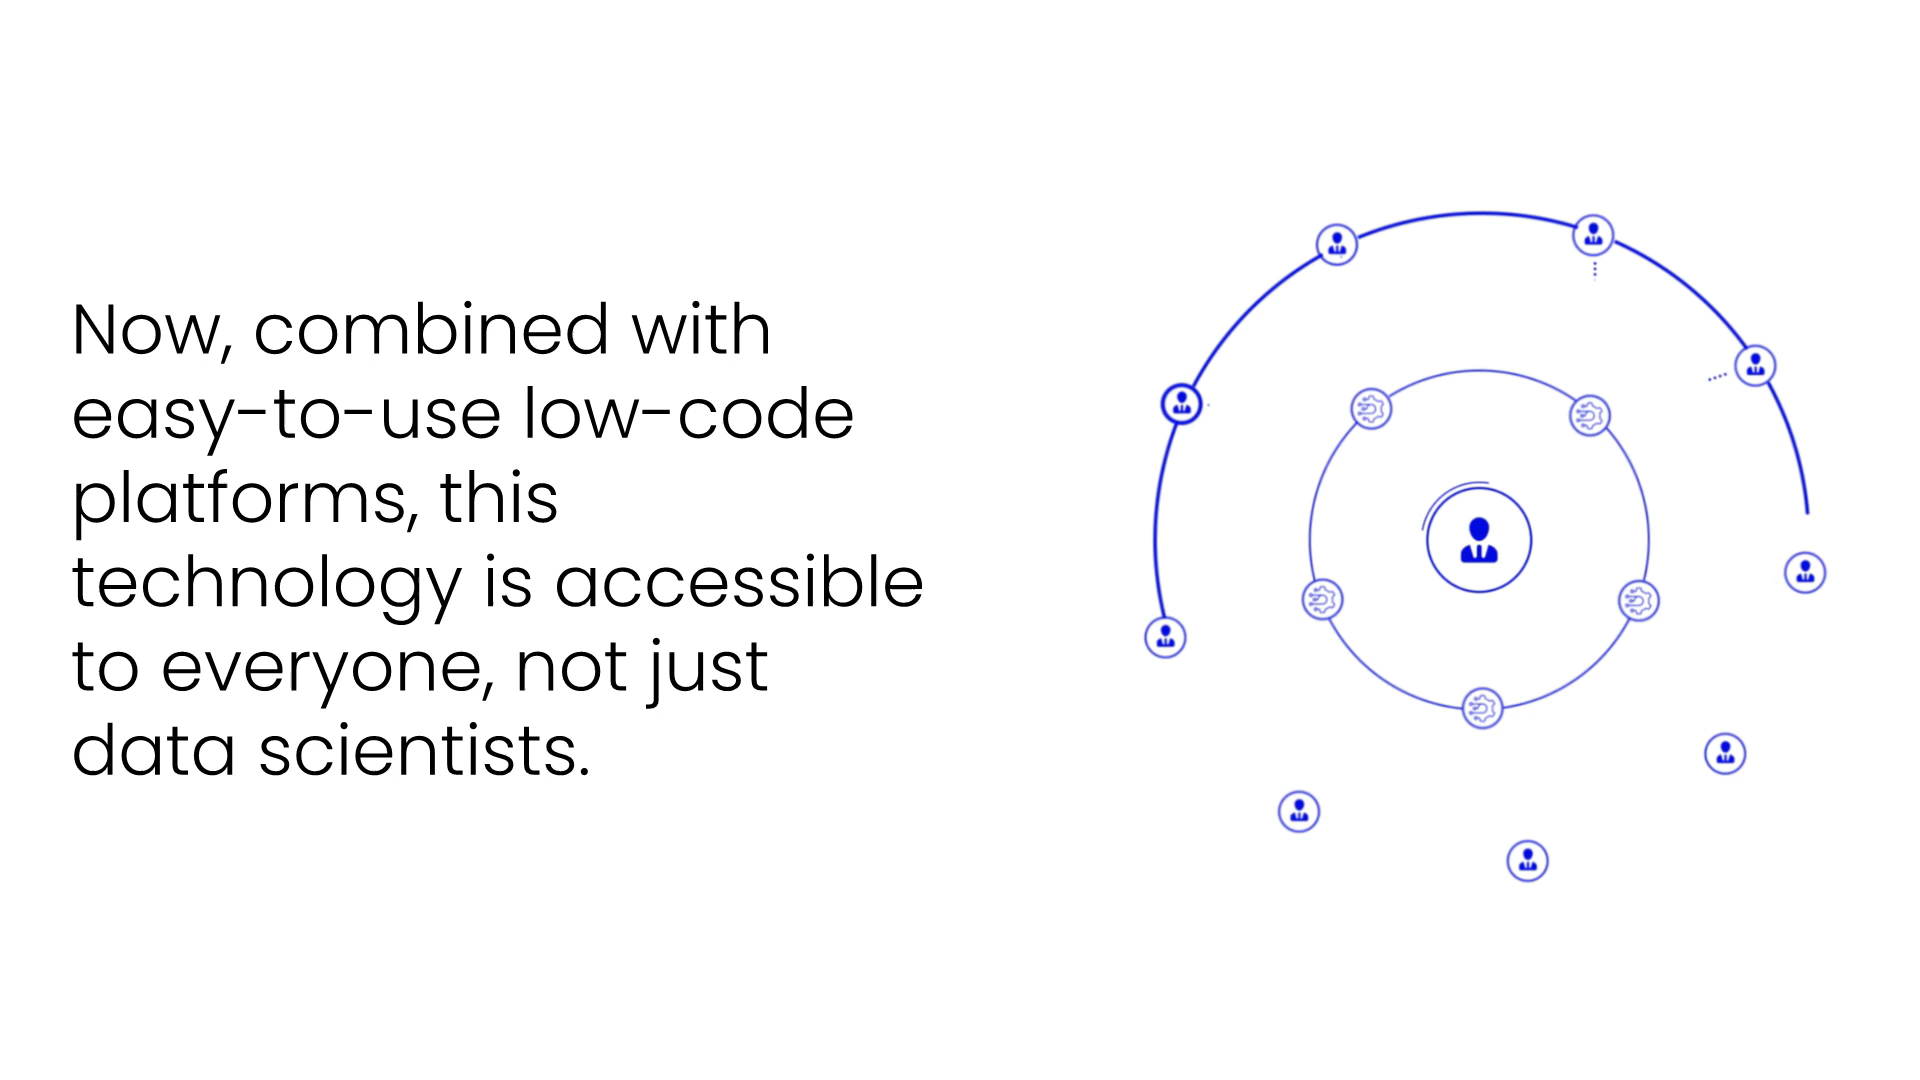 Now, combined with
easy-to-use low-code
platforms, this
technology is accessible
to everyone, not just
data scientists.